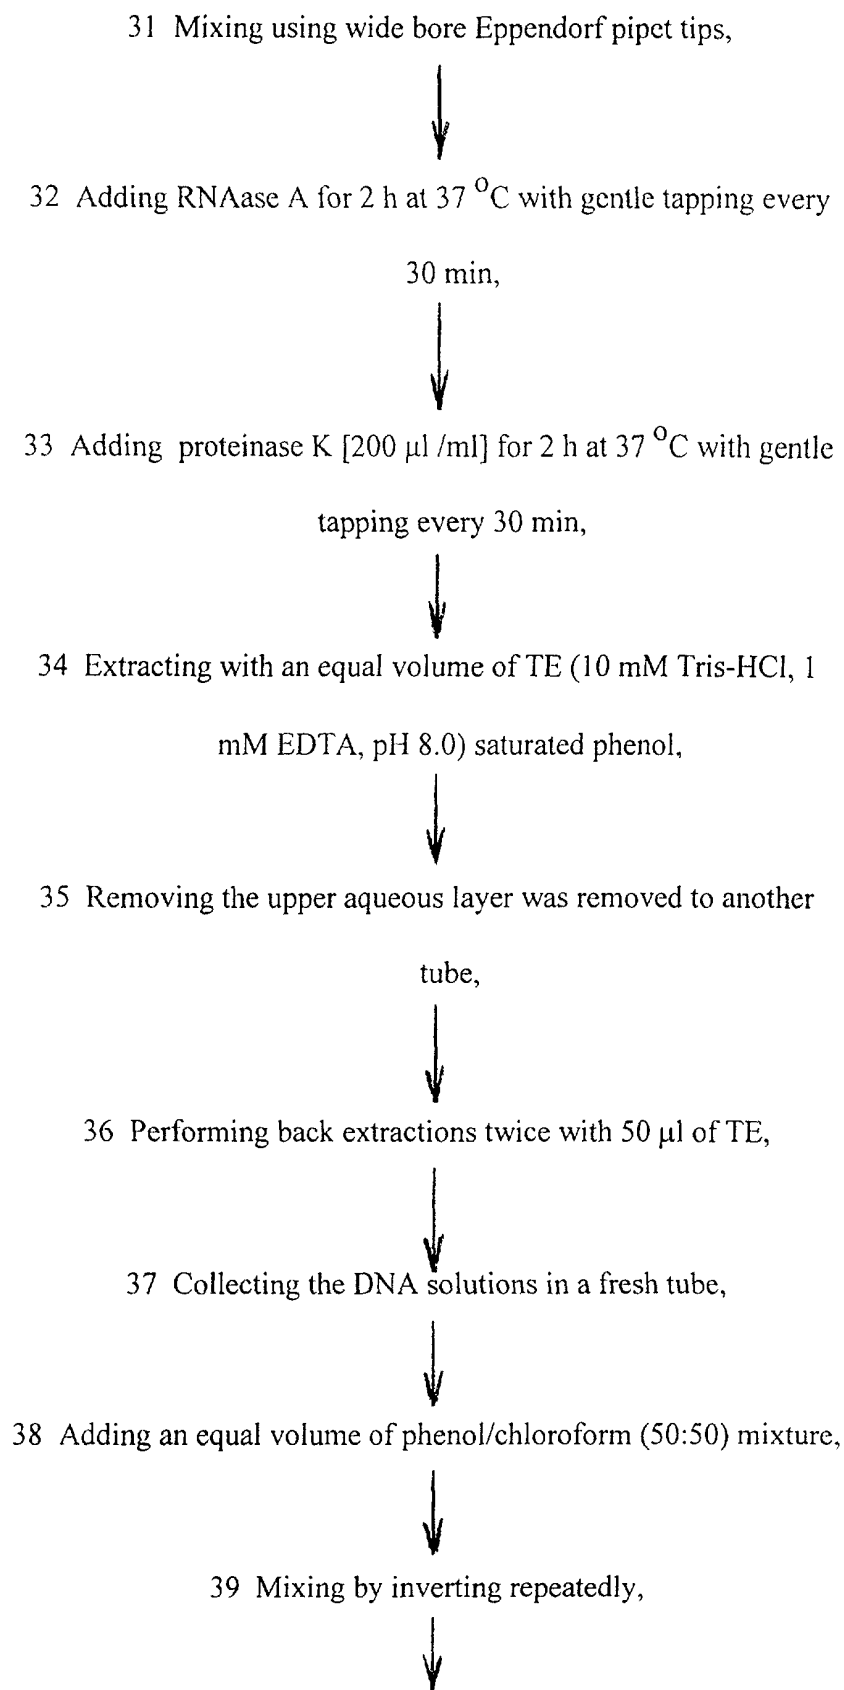 31 Mixing using wide bore Eppendorf pipet tips,
32 Adding RNAase A for 2 h at 37 °C with gentle tapping every
30 min,
33 Adding proteinase K [200 µl /ml] for 2 h at 37 °C with gentle
tapping every 30 min,
34 Extracting with an equal volume of TE (10 mM Tris-HCl, 1
mM EDTA, pH 8.0) saturated phenol,
35 Removing the upper aqueous layer was removed to another
tube,
36 Performing back extractions twice with 50 µl of TE,
37 Collecting the DNA solutions in a fresh tube,
38 Adding an equal volume of phenol/chloroform (50:50) mixture,
39 Mixing by inverting repeatedly,